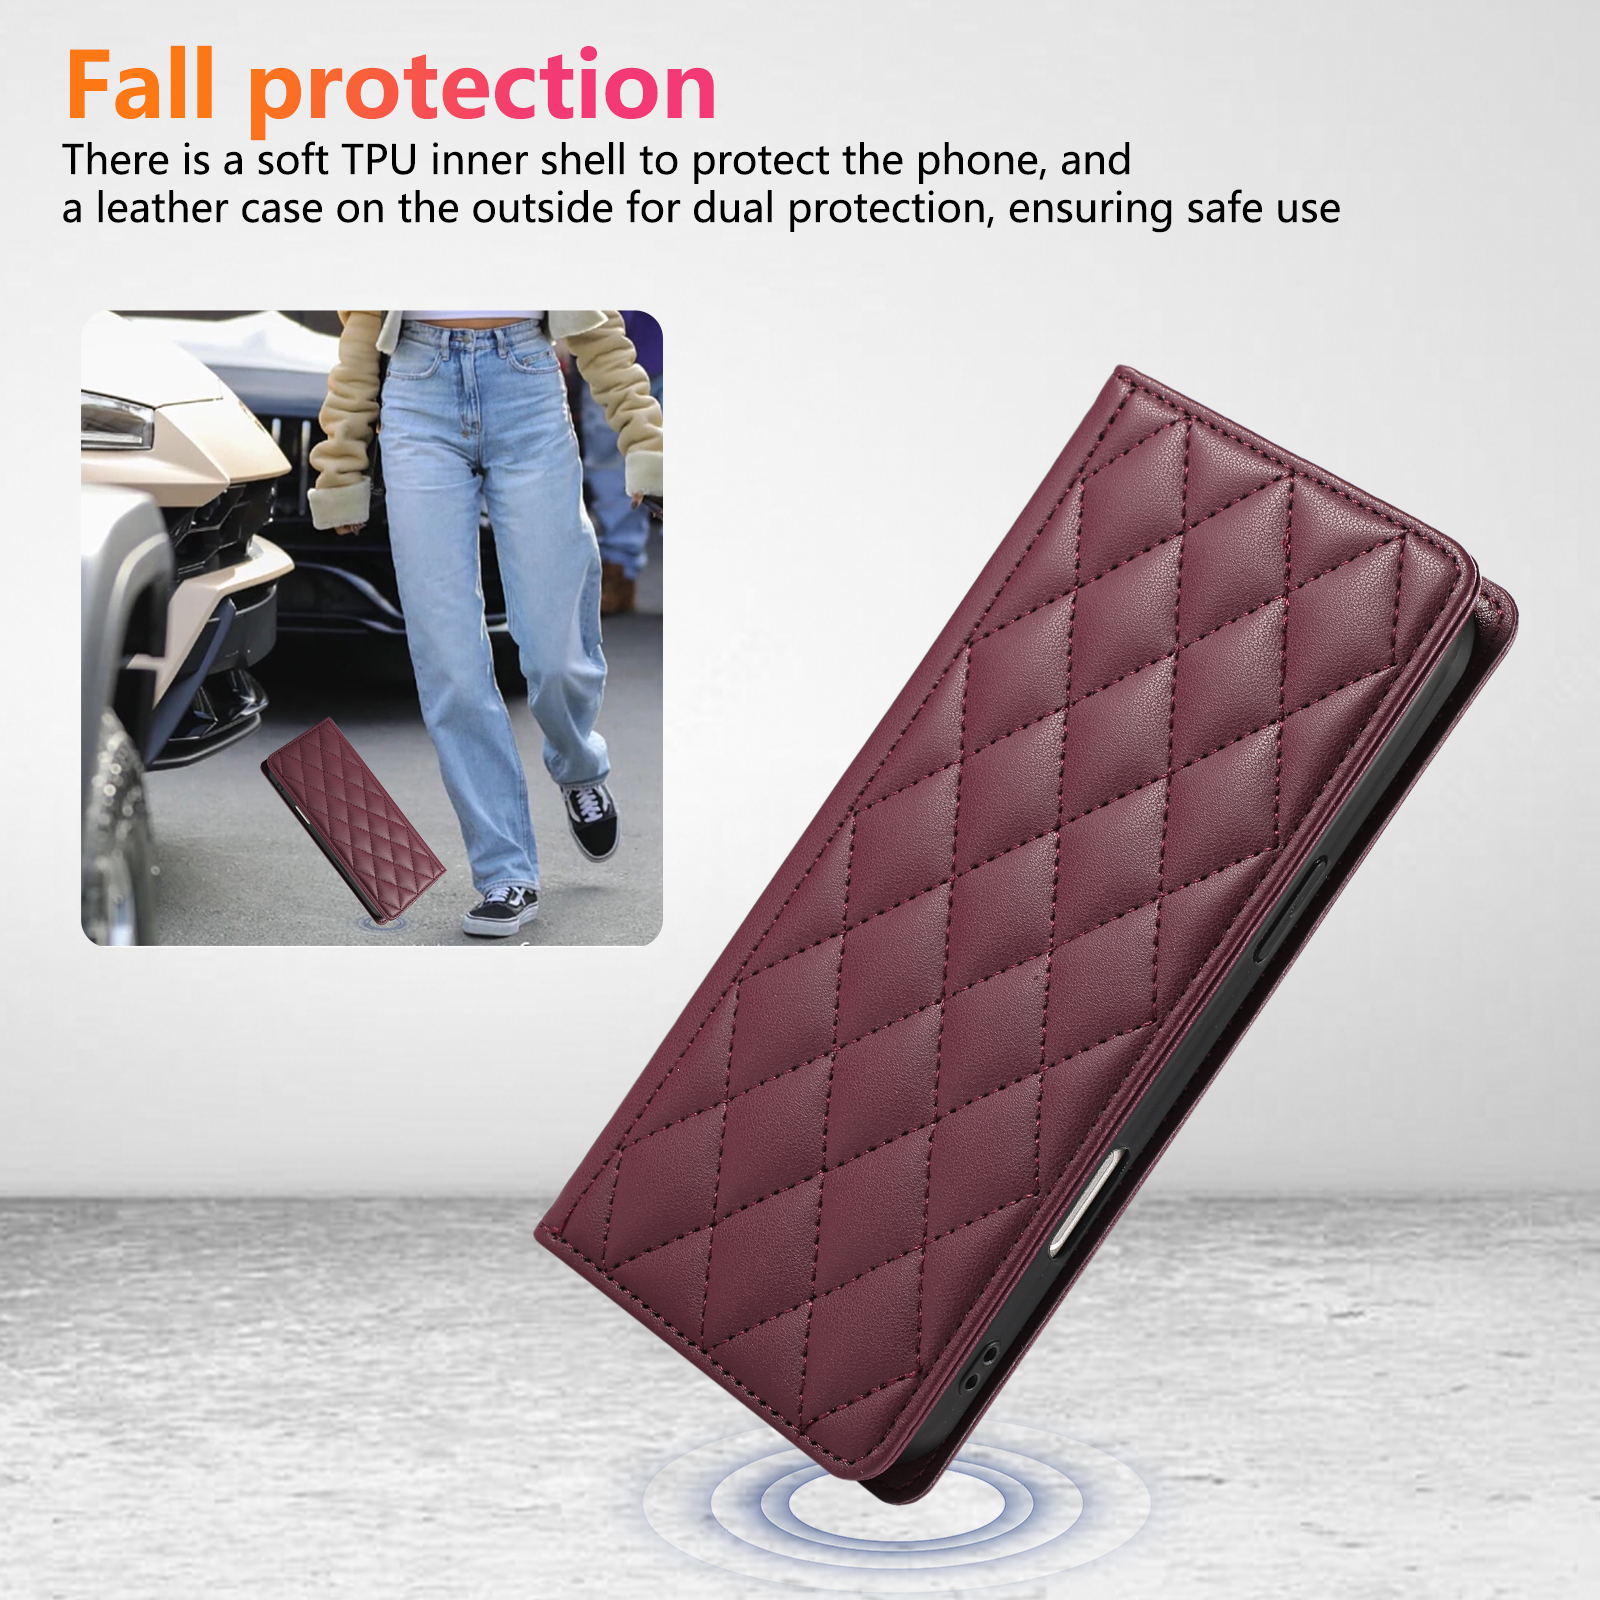 Fall protection
There is a soft TPU inner shell to protect the phone, and
a leather case on the outside for dual protection, ensuring safe use